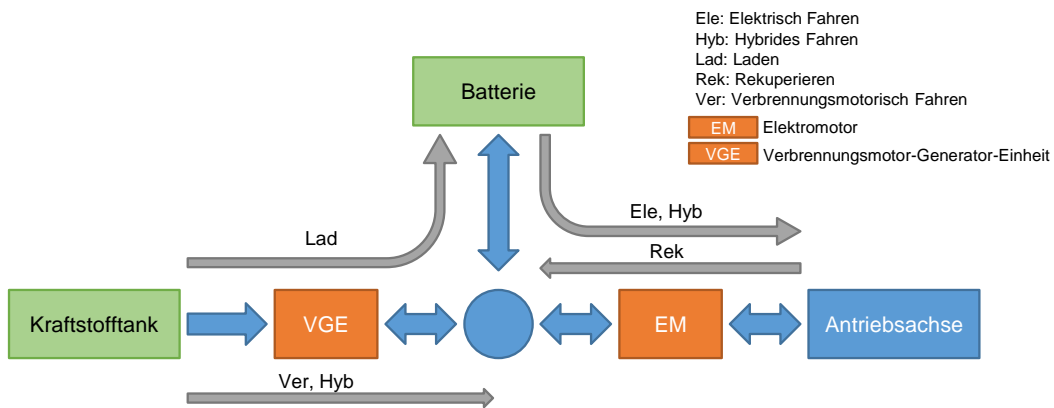 Ele: Elektrisch Fahren
Hyb: Hybrides Fahren
Lad: Laden
Rek: Rekuperieren
Ver: Verbrennungsmotorisch Fahren
EM Elektromotor
VGE Verbrennungsmotor-Generator-Einheit
Batterie
Ele, Hyb
Lad
Rek
Kraftstofftank
VGE
EM
Antriebsachse
Ver, Hyb